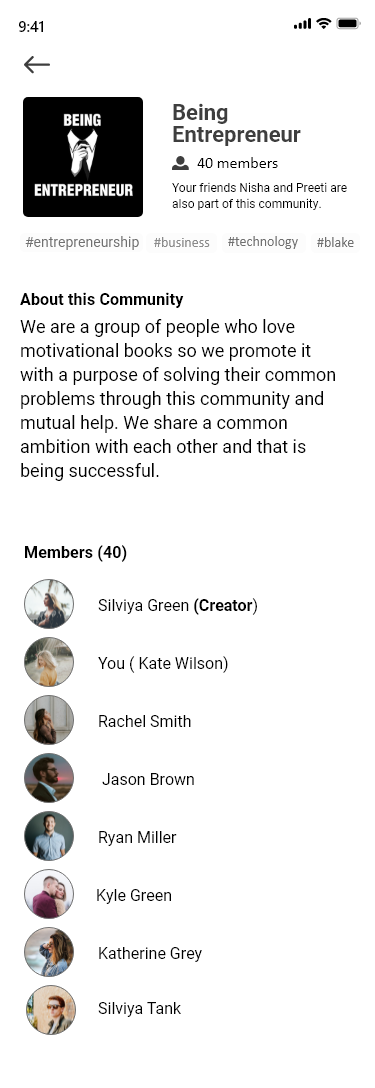 9:41
BEING
ENTREPRENEUR
Being
Entrepreneur
40 members
Your friends Nisha and Preeti are
also part of this community.
#entrepreneurship #business #technology #blake
About this Community
We are a group of people who love
motivational books so we promote it
with a purpose of solving their common
problems through this community and
mutual help. We share a common
ambition with each other and that is
being successful.
Members (40)
Silviya Green (Creator)
You ( Kate Wilson)
Rachel Smith
Jason Brown
Ryan Miller
Kyle Green
Katherine Grey
Silviya Tank